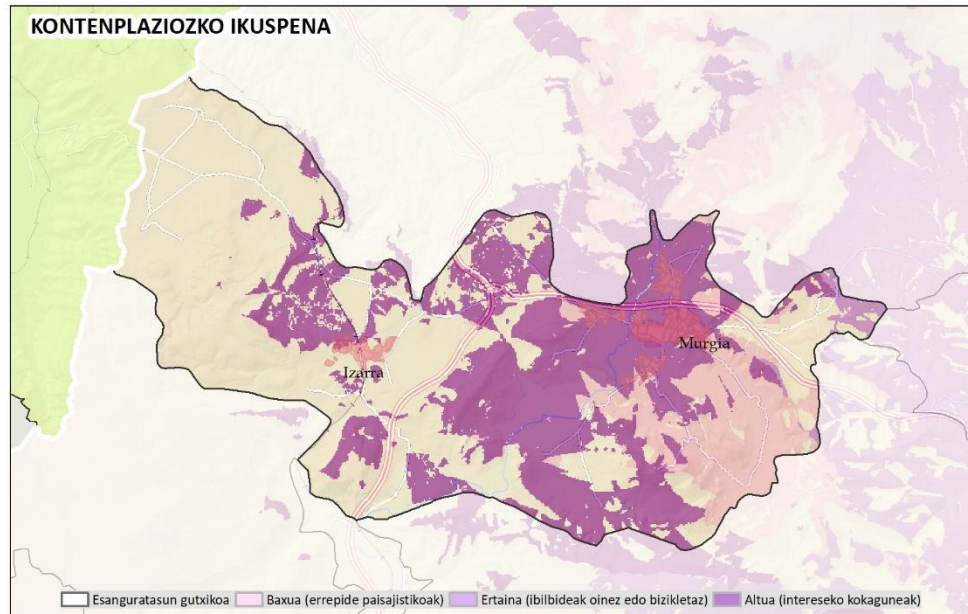 KONTENPLAZIOZKO IKUSPENA
Murgia
Izarra
Esanguratasun gutxikoa
Baxua (errepide paisajistikoak)
Ertaina (ibilbideak oinez edo bizikletaz)
Altua (intereseko kokaguneak)